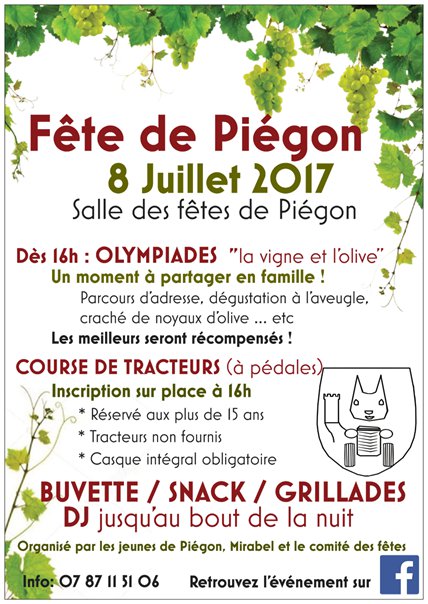 Fête de Piégon
8 Juillet 2017
Salle des fêtes de Piégon
Dès 16h : OLYMPIADES "la vigne et l'olive"
Un moment à partager en famille !
Parcours d'adresse, dégustation à l'aveugle,
craché de noyaux d'olive ... etc
Les meilleurs seront récompensés !
COURSE DE TRACTEURS (à pédales)
Inscription sur place à 16h
* Réservé aux plus de 15 ans
* Tracteurs non fournis
* Casque intégral obligatoire
BUVETTE / SNACK / GRILLADES
DJ jusqu'au bout de la nuit
Organisé par les jeunes de Piégon, Mirabel et le comité des fêtes
Info: 07 87 11 51 06 Retrouvez l'événement sur f